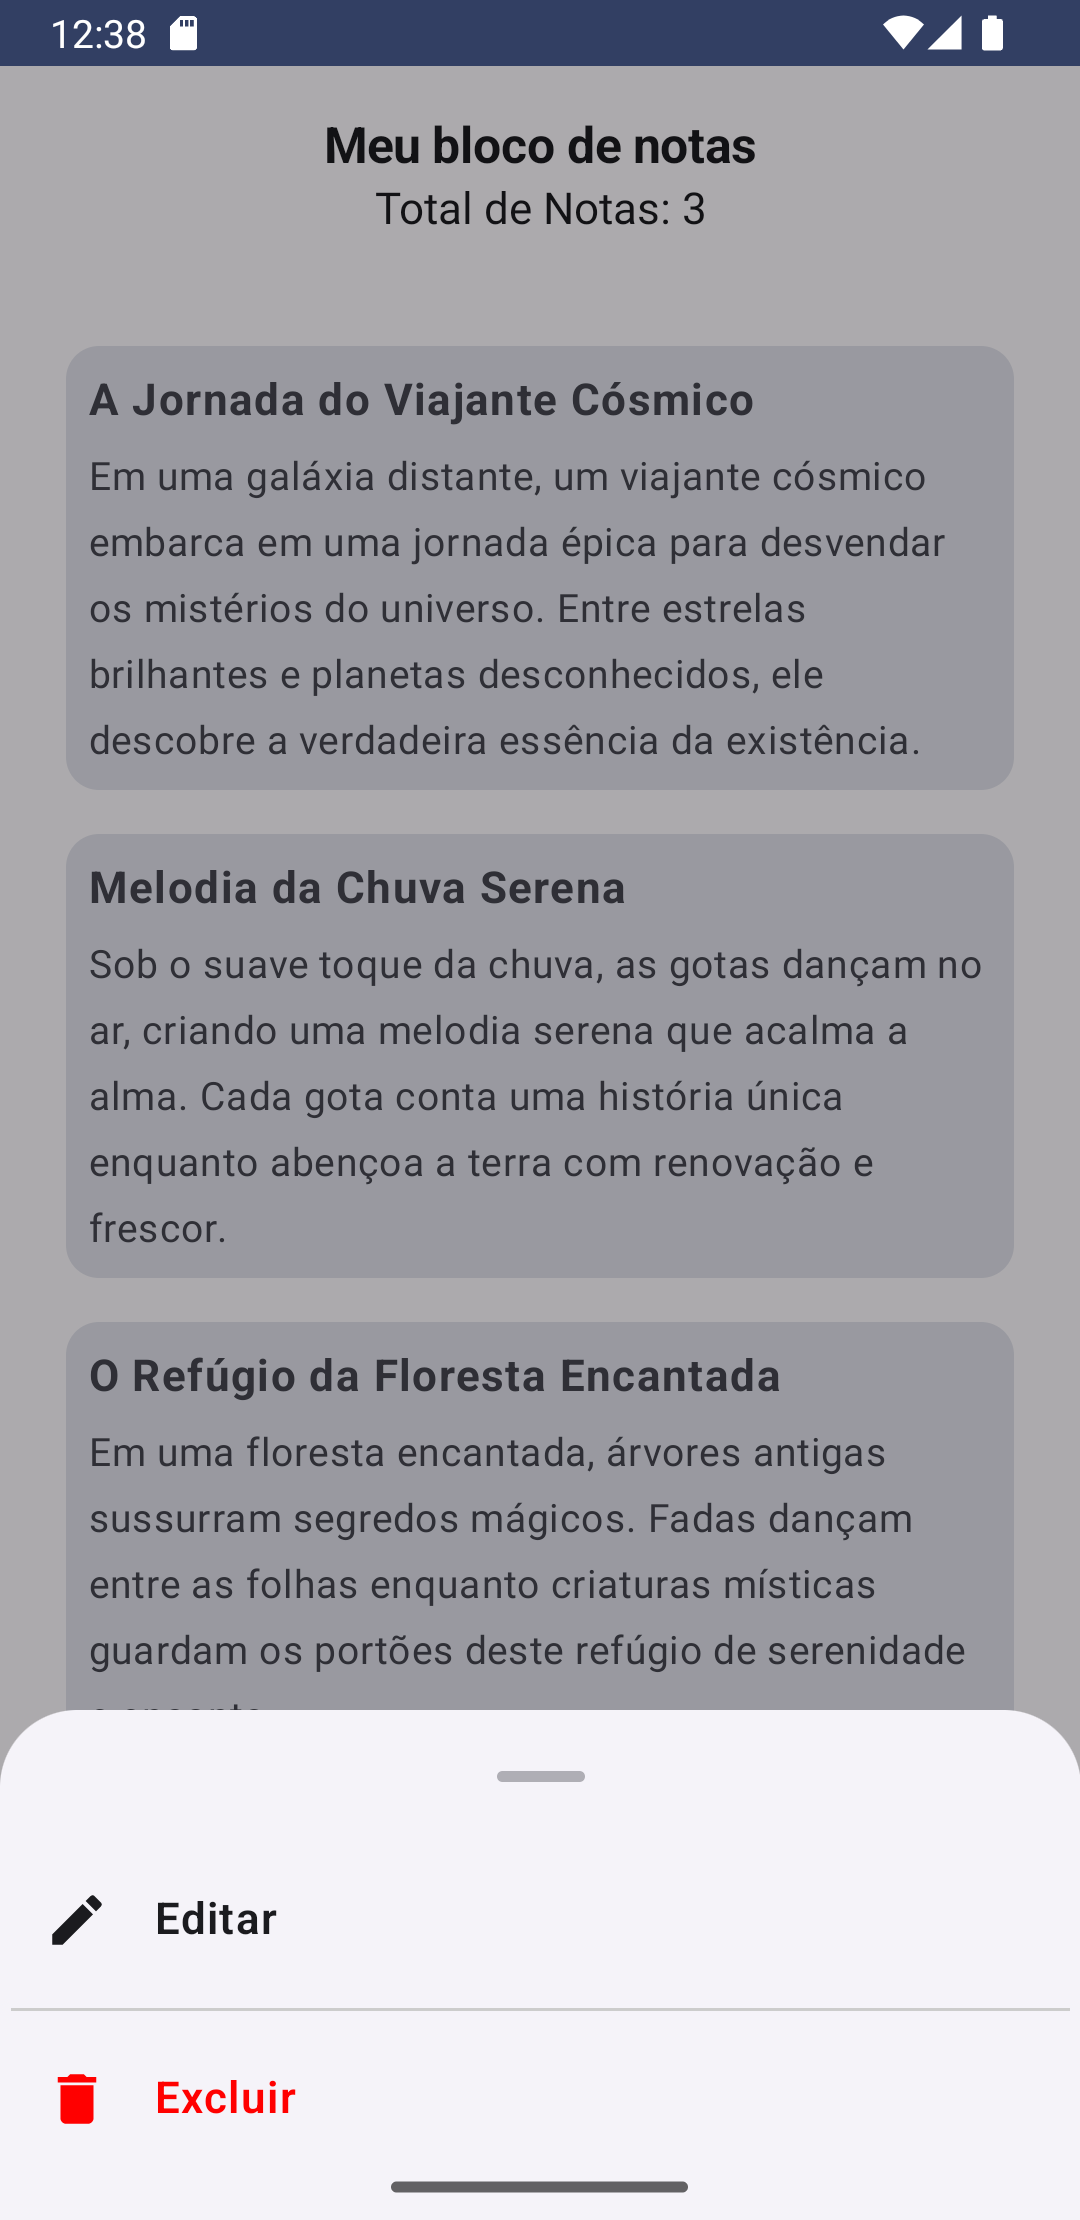 12:38
Meu bloco de notas
Total de Notas: 3
A Jornada do Viajante Cósmico
Em uma galáxia distante, um viajante cósmico
embarca em uma jornada épica para desvendar
os mistérios do universo. Entre estrelas
brilhantes e planetas desconhecidos, ele
descobre a verdadeira essência da existência.
Melodia da Chuva Serena
Sob o suave toque da chuva, as gotas dançam no
ar, criando uma melodia serena que acalma a
alma. Cada gota conta uma história única
enquanto abençoa a terra com renovação e
frescor.
O Refúgio da Floresta Encantada
Em uma floresta encantada, árvores antigas
sussurram segredos mágicos. Fadas dançam
entre as folhas enquanto criaturas místicas
guardam os portões deste refúgio de serenidade
Editar
Excluir